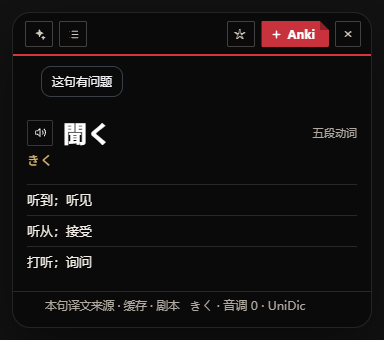 + Anki ×
这句有问题
聞く 五段动词
きく
听到；听见
听从；接受
打听；询问
本句译文来源 · 缓存 · 剧本 きく · 音调 0 · UniDic